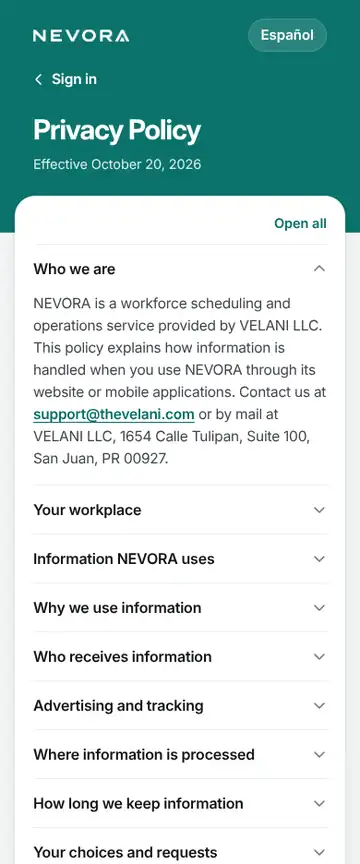 NEVORA
Español
Sign in
Privacy Policy
Effective October 20, 2026
Open all
Who we are
NEVORA is a workforce scheduling and
operations service provided by VELANI LLC.
This policy explains how information is
handled when you use NEVORA through its
website or mobile applications. Contact us at
support@thevelani.com or by mail at
VELANI LLC, 1654 Calle Tulipan, Suite 100,
San Juan, PR 00927.
Your workplace
Information NEVORA uses
Why we use information
Who receives information
Advertising and tracking
Where information is processed
How long we keep information
Your choices and requests